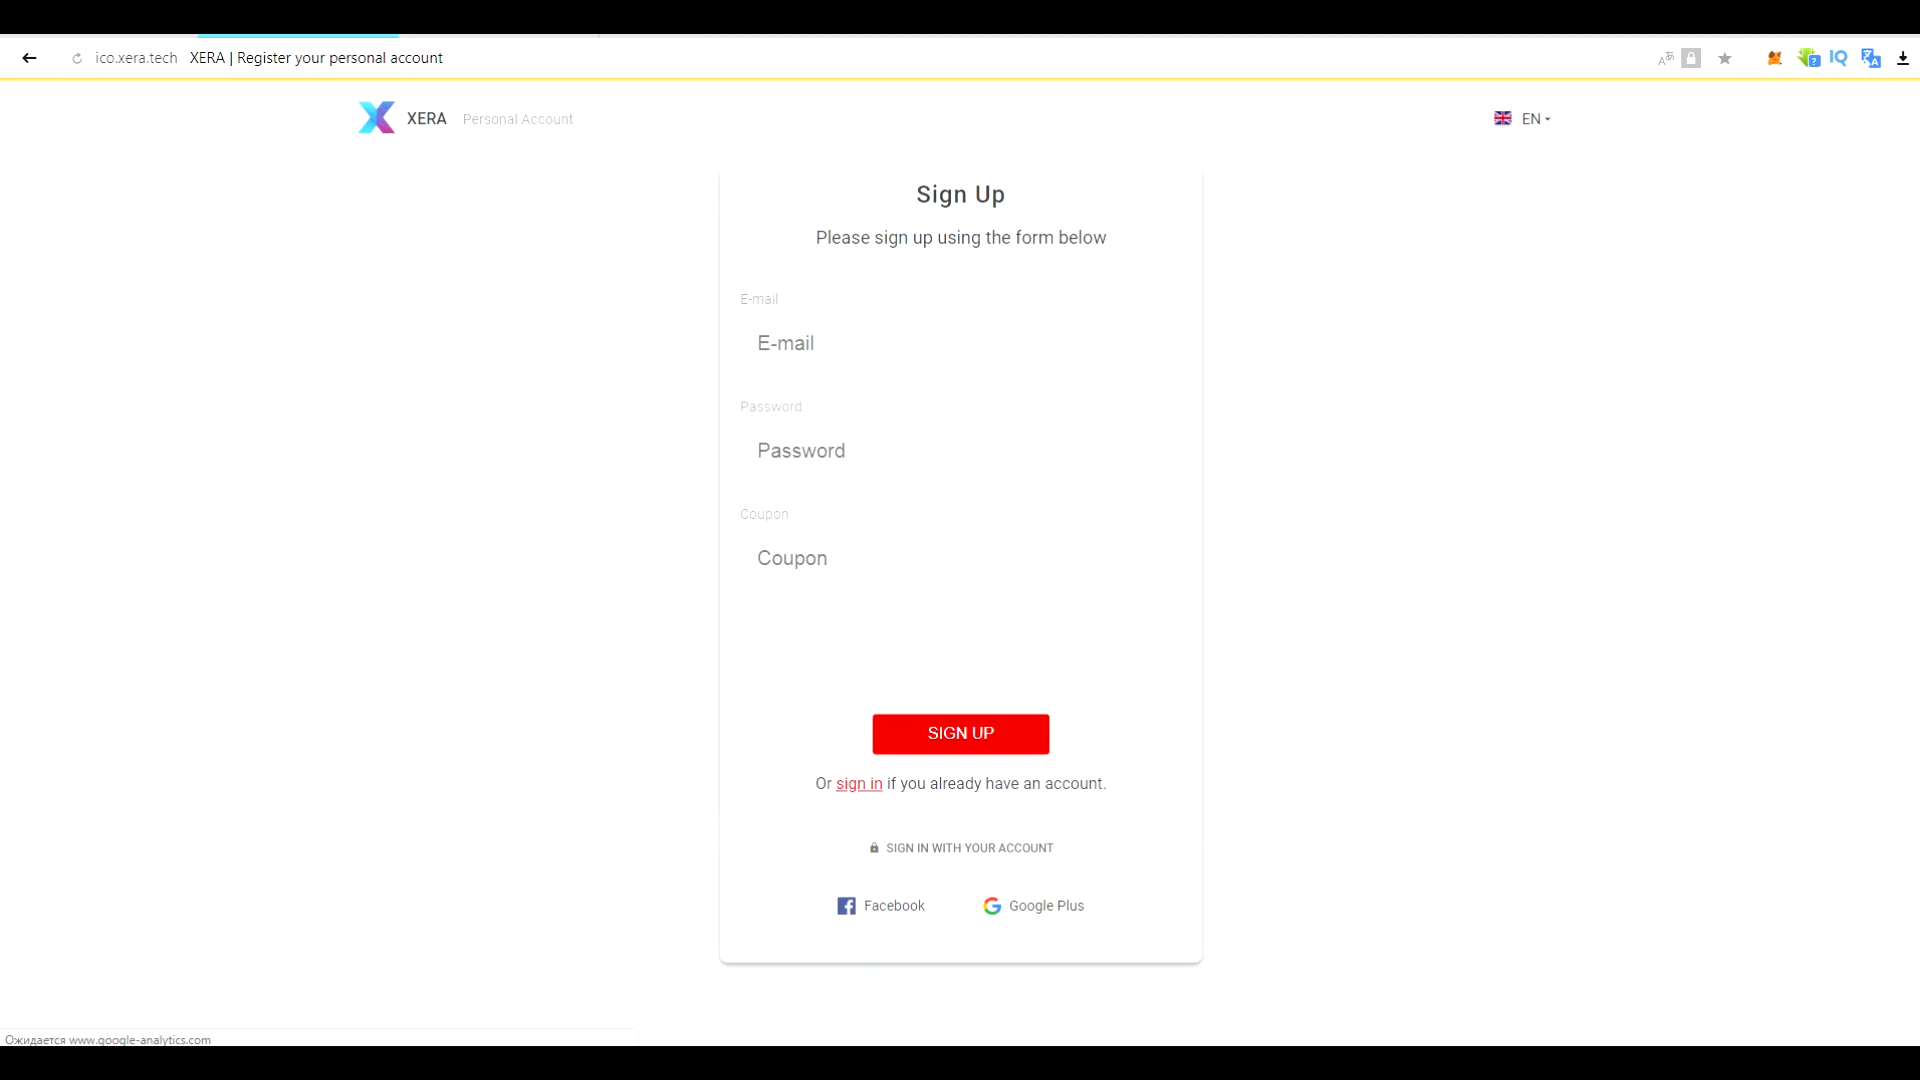 ico.xera.tech XERA | Register your personal account
XERA Personal Account
EN
Sign Up
Please sign up using the form below
E-mail
E-mail
Password
Password
Coupon
Coupon
SIGN UP
Or sign in if you already have an account.
SIGN IN WITH YOUR ACCOUNT
Facebook Google Plus
Ожидается www.google-analytics.com